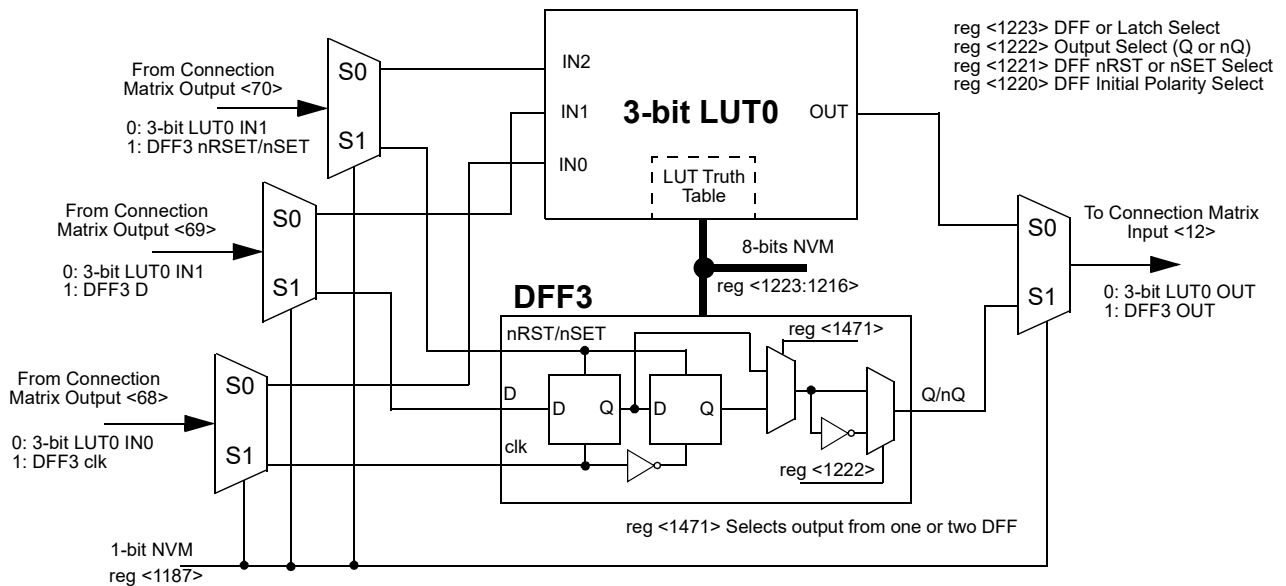 reg <1223> DFF or Latch Select
reg <1222> Output Select (Q or nQ)
reg <1221> DFF nRST or nSET Select
reg <1220> DFF Initial Polarity Select
From Connection
Matrix Output <70>
0: 3-bit LUT0 IN1
1: DFF3 nRSET/nSET
S0
S1
IN2
IN1
IN0
3-bit LUT0
OUT
LUT Truth
Table
From Connection
Matrix Output <69>
0: 3-bit LUT0 IN1
1: DFF3 D
S0
S1
8-bits NVM
reg <1223:1216>
S0
S1
To Connection Matrix
Input <12>
0: 3-bit LUT0 OUT
1: DFF3 OUT
DFF3
nRST/nSET
reg <1471>
From Connection
Matrix Output <68>
0: 3-bit LUT0 IN0
1: DFF3 clk
S0
S1
D
D
Q
D
Q
Q/nQ
clk
reg <1222>
reg <1471> Selects output from one or two DFF
1-bit NVM
reg <1187>